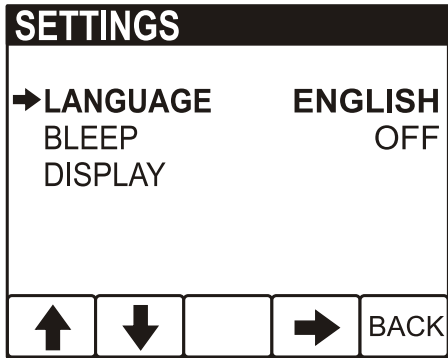 SETTINGS
LANGUAGE ENGLISH
BLEEP OFF
DISPLAY
BACK